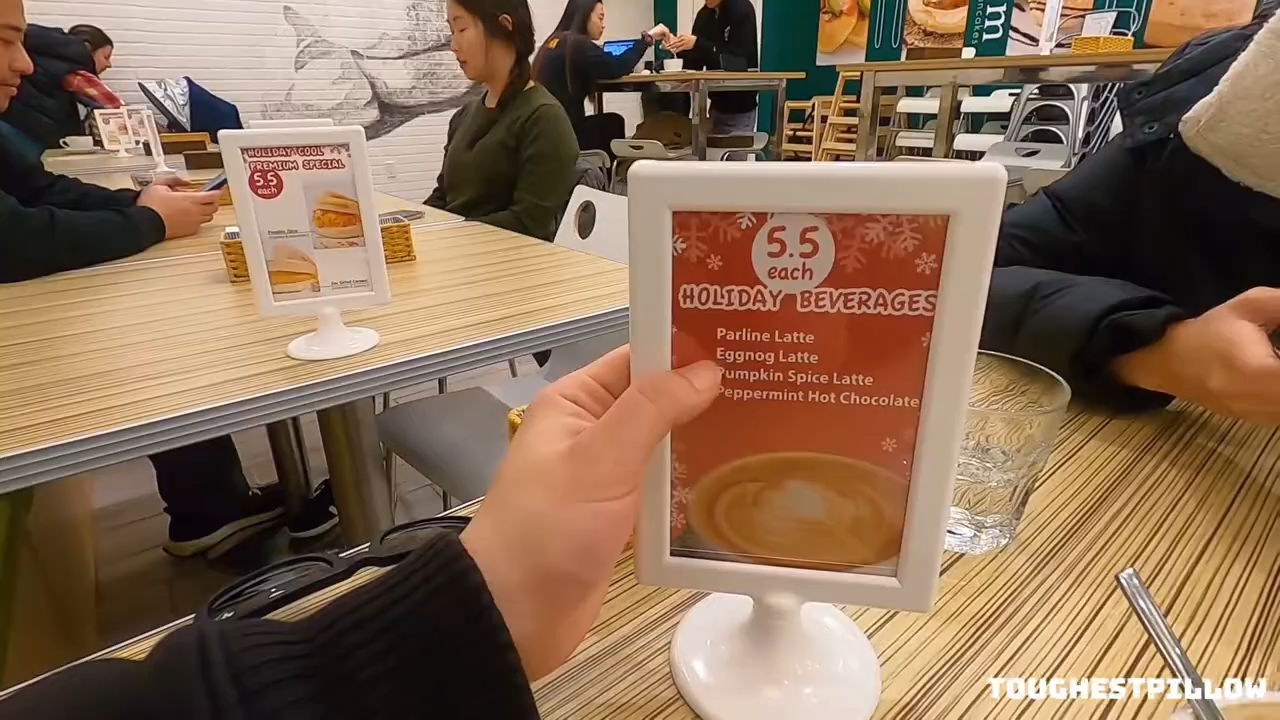 HOLIDAY COOL
PREMIUM SPECIAL
5.5
each
5.5
each
HOLIDAY BEVERAGES
Parline Latte
Eggnog Latte
Pumpkin Spice Latte
Peppermint Hot Chocolate
m
pancakes
TOUGHESTPILLOW